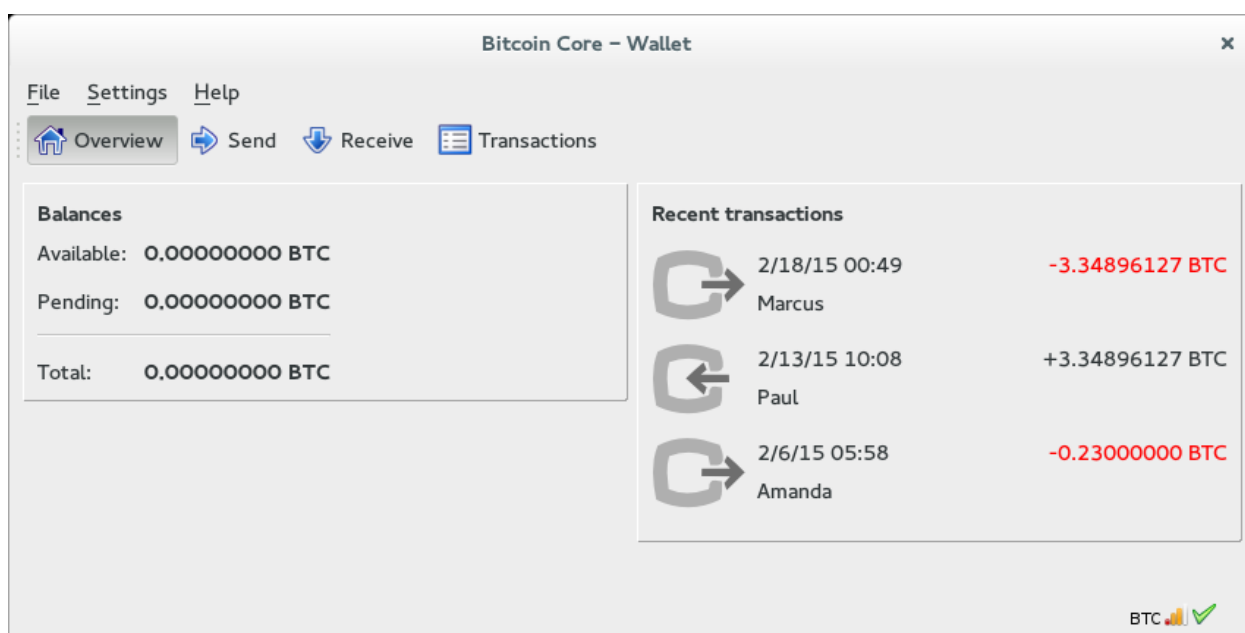 Bitcoin Core – Wallet
File Settings Help
Overview Send Receive Transactions
Balances
Available: 0.00000000 BTC
Pending: 0.00000000 BTC
Total: 0.00000000 BTC
Recent transactions
2/18/15 00:49 -3.34896127 BTC
Marcus
2/13/15 10:08 +3.34896127 BTC
Paul
2/6/15 05:58 -0.23000000 BTC
Amanda
BTC